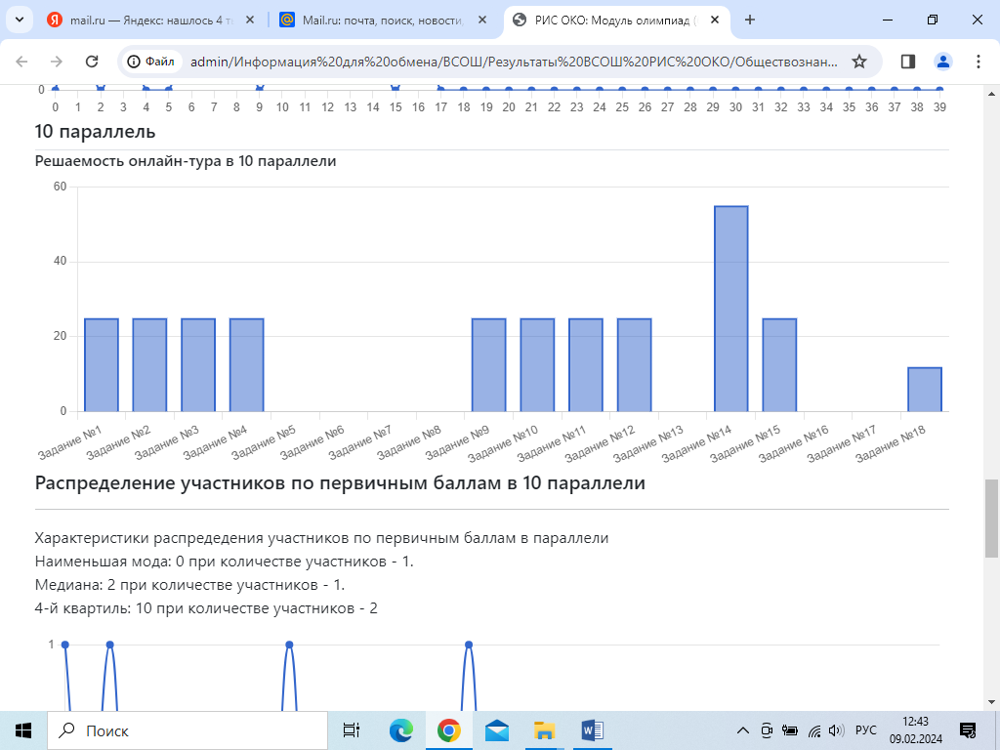 mail.ru — Яндекс: нашлось 4 т
Mail.ru: почта, поиск, новости,
РИС ОКО: Модуль олимпиад (
Файл
admin/Информация%20для%20обмена/ВСОШ/Результаты%20ВСОШ%20РИС%20ОКО/Обществознан...
0
0 1 2 3 4 5 6 7 8 9 10 11 12 13 14 15 16 17 18 19 20 21 22 23 24 25 26 27 28 29 30 31 32 33 34 35 36 37 38 39
10 параллель
Решаемость онлайн-тура в 10 параллели
60
40
20
0
Задание №1 Задание №2 Задание №3 Задание №4 Задание №5 Задание №6 Задание №7 Задание №8 Задание №9 Задание №10 Задание №11 Задание №12 Задание №13 Задание №14 Задание №15 Задание №16 Задание №17 Задание №18
Распределение участников по первичным баллам в 10 параллели
Характеристики распредедения участников по первичным баллам в параллели
Наименьшая мода: 0 при количестве участников - 1.
Медиана: 2 при количестве участников - 1.
4-й квартиль: 10 при количестве участников - 2
1
Поиск
РУС
12:43
09.02.2024